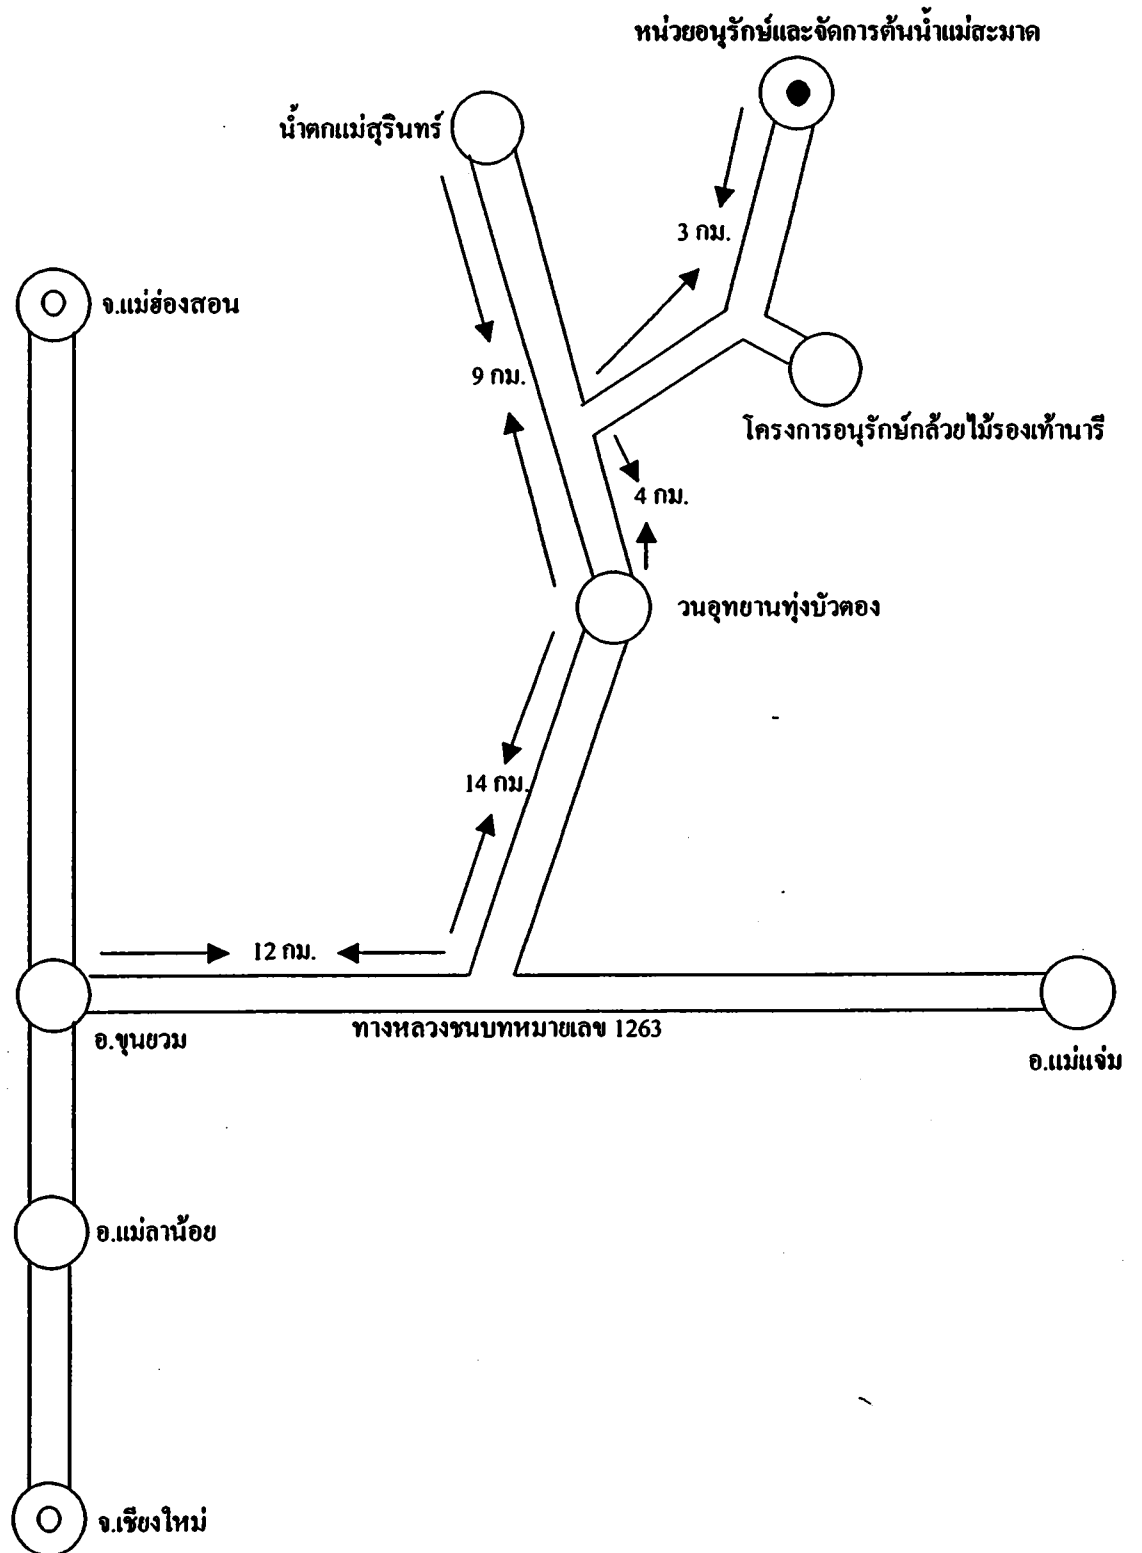 หน่วยอนุรักษ์และจัดการต้นน้ำแม่สะมาด
น้ำตกแม่สุรินทร์
3 กม.
จ.แม่ฮ่องสอน
9 กม.
โครงการอนุรักษ์กล้วยไม้รองเท้านารี
4 กม.
วนอุทยานทุ่งบัวตอง
14 กม.
12 กม.
ทางหลวงชนบทหมายเลข 1263
อ.ขุนยวม
อ.แม่แจ่ม
อ.แม่ลาน้อย
จ.เชียงใหม่